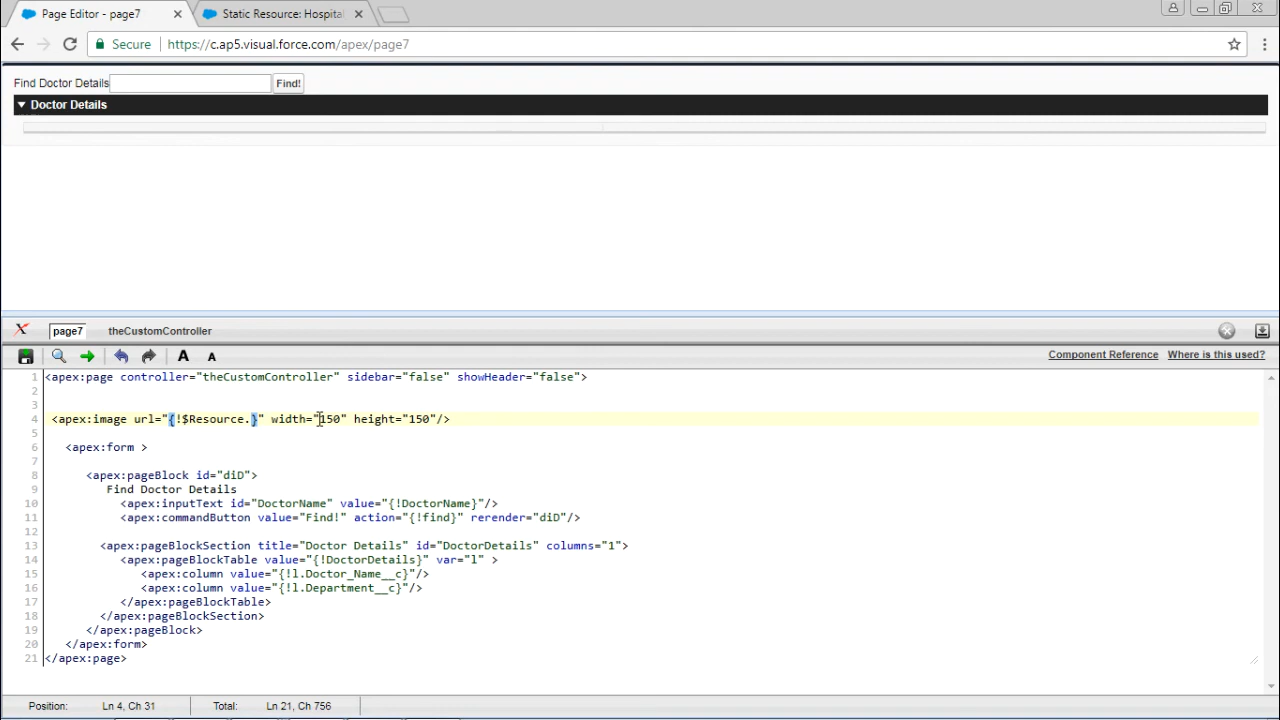 Page Editor - page7
Static Resource: Hospital
Secure
https://c.ap5.visual.force.com/apex/page7
Find Doctor Details
Find!
Doctor Details
page7
theCustomController
A
A
Component Reference
Where is this used?
1 <apex:page controller="theCustomController" sidebar="false" showHeader="false">
2
3
4 <apex:image url="{!$Resource.}" width="150" height="150"/>
5
6 <apex:form >
7
8 <apex:pageBlock id="diD">
9 Find Doctor Details
10 <apex:inputText id="DoctorName" value="{!DoctorName}"/>
11 <apex:commandButton value="Find!" action="{!find}" rerender="diD"/>
12
13 <apex:pageBlockSection title="Doctor Details" id="DoctorDetails" columns="1">
14 <apex:pageBlockTable value="{!DoctorDetails}" var="l" >
15 <apex:column value="{!l.Doctor_Name__c}"/>
16 <apex:column value="{!l.Department__c}"/>
17 </apex:pageBlockTable>
18 </apex:pageBlockSection>
19 </apex:pageBlock>
20 </apex:form>
21 </apex:page>
Position: Ln 4, Ch 31 Total: Ln 21, Ch 756